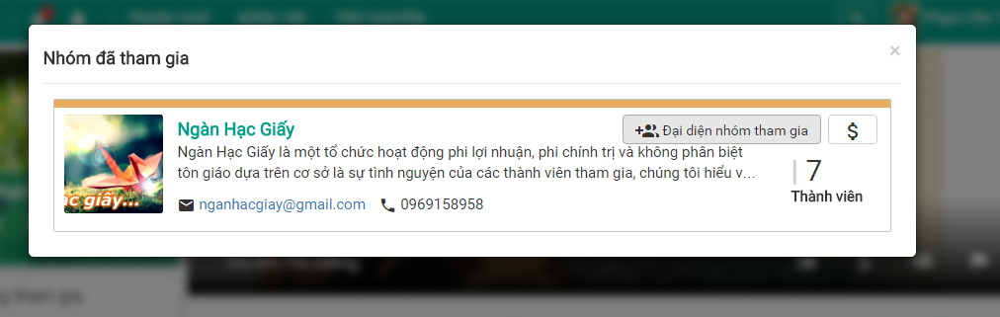 Nhóm đã tham gia
×
Ngàn Hạc Giấy
Đại diện nhóm tham gia
$
Ngàn Hạc Giấy là một tổ chức hoạt động phi lợi nhuận, phi chính trị và không phân biệt
tôn giáo dựa trên cơ sở là sự tình nguyện của các thành viên tham gia, chúng tôi hiểu v...
7
Thành viên
ạc giấy...
nganhacgiay@gmail.com
0969158958
g tham gia